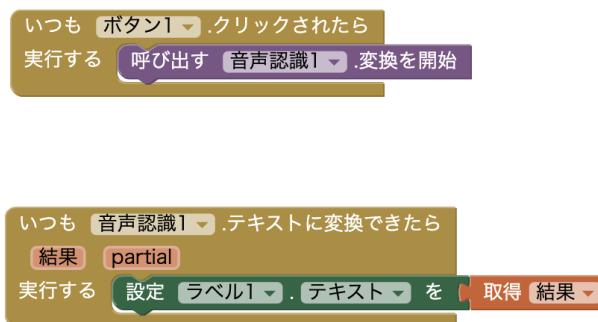 いつも ボタン1 .クリックされたら
実行する 呼び出す 音声認識1 .変換を開始
いつも 音声認識1 .テキストに変換できたら
結果 partial
実行する 設定 ラベル1 . テキスト を 取得 結果